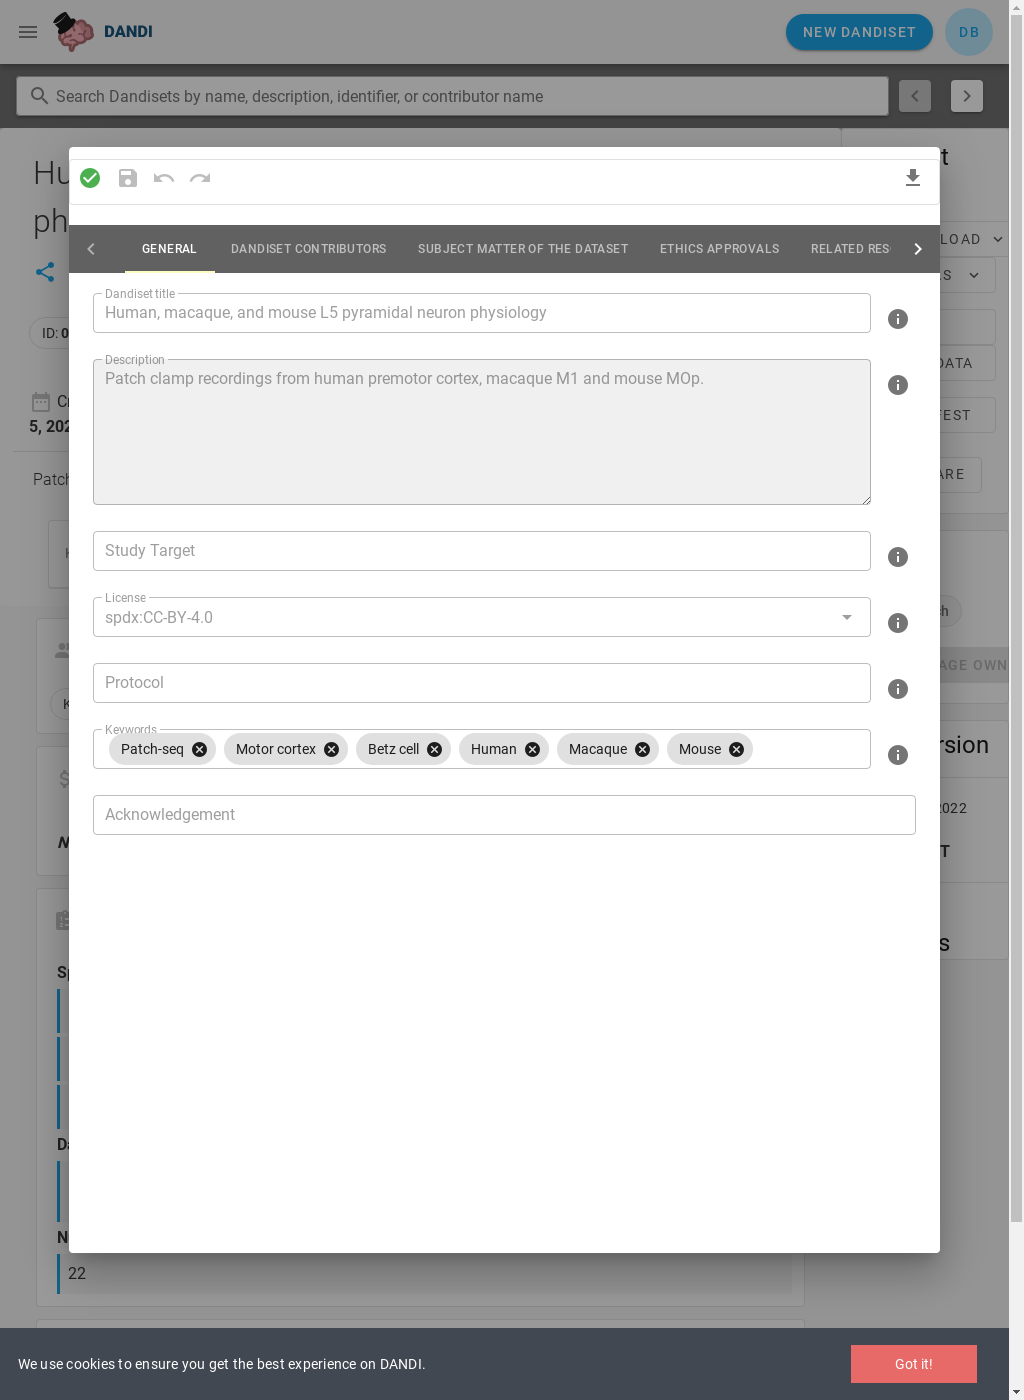 DANDI
NEW DANDISET
DB
Search Dandisets by name, description, identifier, or contributor name
GENERAL
DANDISET CONTRIBUTORS
SUBJECT MATTER OF THE DATASET
ETHICS APPROVALS
RELATED RES
Dandiset title
Human, macaque, and mouse L5 pyramidal neuron physiology
Description
Patch clamp recordings from human premotor cortex, macaque M1 and mouse MOp.
Study Target
License
spdx:CC-BY-4.0
Protocol
Keywords
Patch-seq
Motor cortex
Betz cell
Human
Macaque
Mouse
Acknowledgement
Hu
ph
ID: 0
5, 202
Patch
t
LOAD
S
DATA
FEST
ARE
h
AGE OWN
rsion
2022
T
s
22
We use cookies to ensure you get the best experience on DANDI.
Got it!